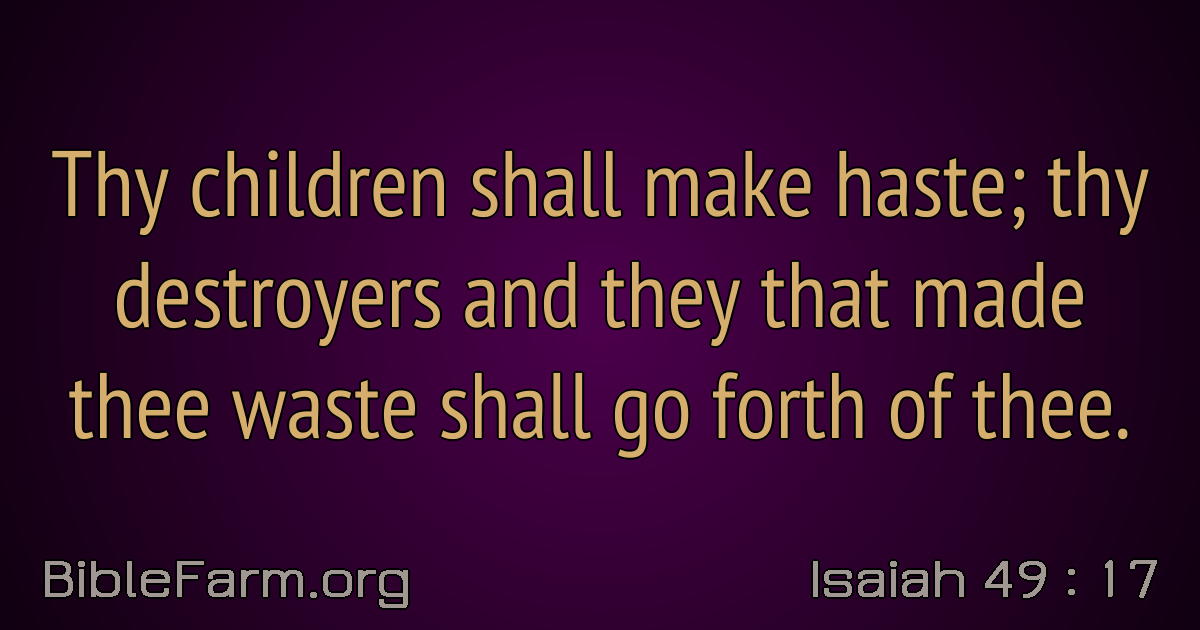 Thy children shall make haste; thy
destroyers and they that made
thee waste shall go forth of thee.
BibleFarm.org
Isaiah 49 : 17